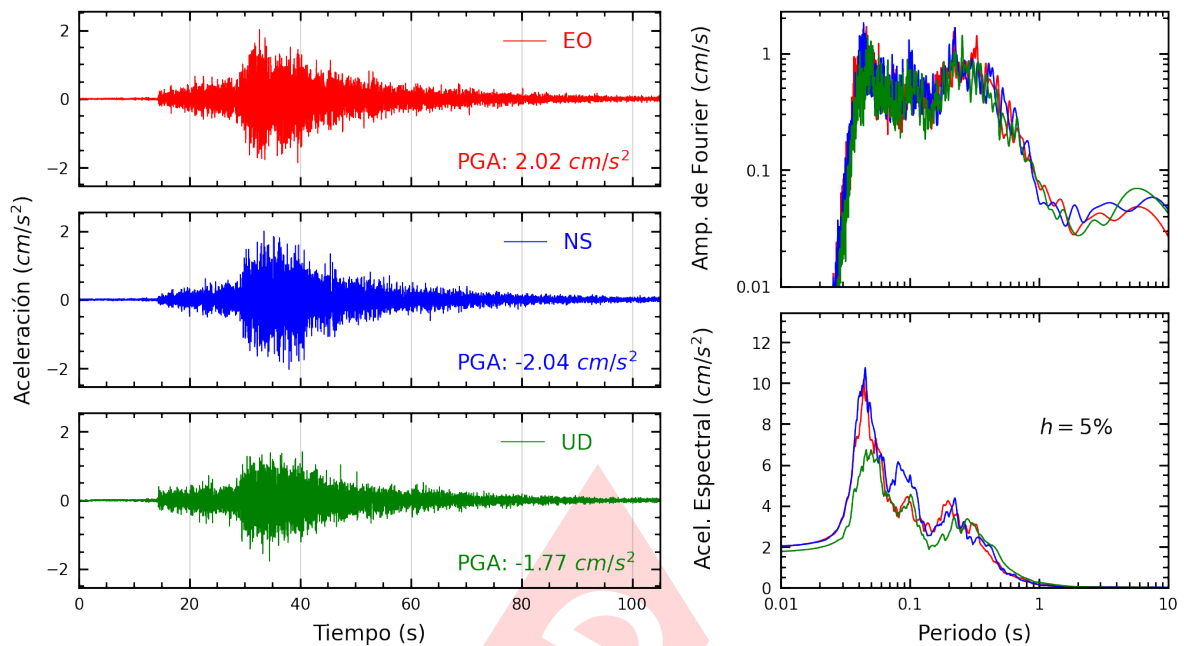 Aceleración (cm/s²)
2
0
−2
EO
PGA: 2.02 cm/s²
2
0
−2
NS
PGA: -2.04 cm/s²
2
0
−2
UD
PGA: -1.77 cm/s²
0 20 40 60 80 100
Tiempo (s)
Amp. de Fourier (cm/s)
1
0.1
0.01
Acel. Espectral (cm/s²)
12
10
8
6
4
2
0
h = 5%
0.01 0.1 1 10
Periodo (s)